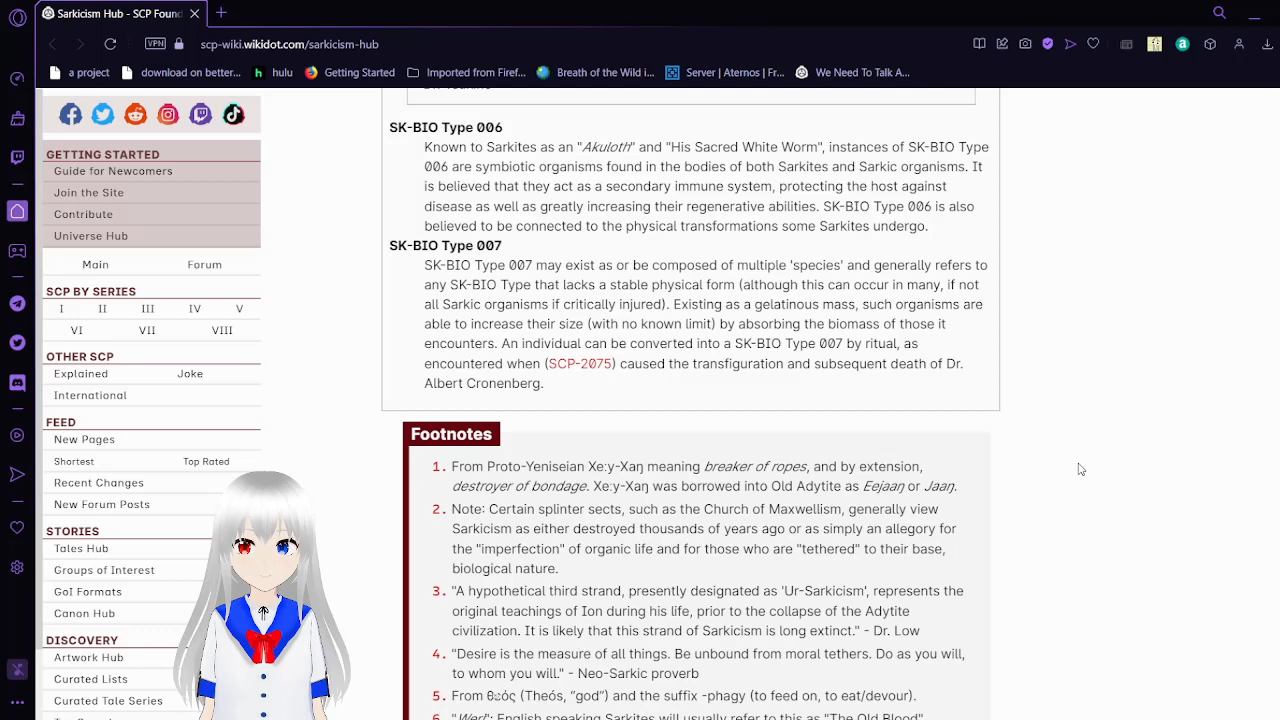 Sarkicism Hub - SCP Found
VPN
scp-wiki.wikidot.com/sarkicism-hub
a project
download on better...
hulu
Getting Started
Imported from Firef...
Breath of the Wild i...
Server | Aternos | Fr...
We Need To Talk A...
GETTING STARTED
Guide for Newcomers
Join the Site
Contribute
Universe Hub
Main Forum
SCP BY SERIES
I II III IV V
VI VII VIII
OTHER SCP
Explained Joke
International
FEED
New Pages
Shortest Top Rated
Recent Changes
New Forum Posts
STORIES
Tales Hub
Groups of Interest
GoI Formats
Canon Hub
DISCOVERY
Artwork Hub
Curated Lists
Curated Tale Series
SK-BIO Type 006
Known to Sarkites as an "Akuloth" and "His Sacred White Worm", instances of SK-BIO Type
006 are symbiotic organisms found in the bodies of both Sarkites and Sarkic organisms. It
is believed that they act as a secondary immune system, protecting the host against
disease as well as greatly increasing their regenerative abilities. SK-BIO Type 006 is also
believed to be connected to the physical transformations some Sarkites undergo.
SK-BIO Type 007
SK-BIO Type 007 may exist as or be composed of multiple 'species' and generally refers to
any SK-BIO Type that lacks a stable physical form (although this can occur in many, if not
all Sarkic organisms if critically injured). Existing as a gelatinous mass, such organisms are
able to increase their size (with no known limit) by absorbing the biomass of those it
encounters. An individual can be converted into a SK-BIO Type 007 by ritual, as
encountered when (SCP-2075) caused the transfiguration and subsequent death of Dr.
Albert Cronenberg.
Footnotes
1. From Proto-Yeniseian Xe:y-Xaŋ meaning breaker of ropes, and by extension,
destroyer of bondage. Xe:y-Xaŋ was borrowed into Old Adytite as Eejaaŋ or Jaaŋ.
2. Note: Certain splinter sects, such as the Church of Maxwellism, generally view
Sarkicism as either destroyed thousands of years ago or as simply an allegory for
the "imperfection" of organic life and for those who are "tethered" to their base,
biological nature.
3. "A hypothetical third strand, presently designated as 'Ur-Sarkicism', represents the
original teachings of Ion during his life, prior to the collapse of the Adytite
civilization. It is likely that this strand of Sarkicism is long extinct." - Dr. Low
4. "Desire is the measure of all things. Be unbound from moral tethers. Do as you will,
to whom you will." - Neo-Sarkic proverb
5. From θεός (Theós, "god") and the suffix -phagy (to feed on, to eat/devour).
6. English speaking Sarkites will usually refer to this as "The Old Blood"